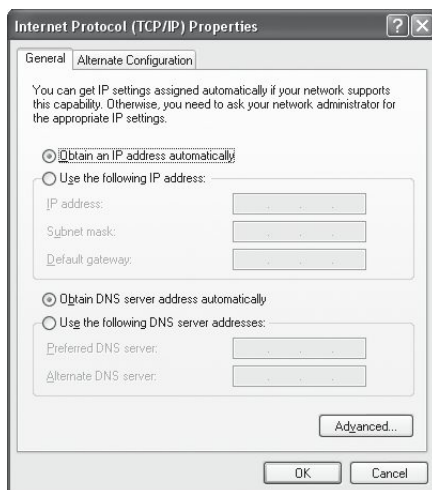 Internet Protocol (TCP/IP) Properties
General
Alternate Configuration
You can get IP settings assigned automatically if your network supports
this capability. Otherwise, you need to ask your network administrator for
the appropriate IP settings.
Obtain an IP address automatically
Use the following IP address:
IP address:
Subnet mask:
Default gateway:
Obtain DNS server address automatically
Use the following DNS server addresses:
Preferred DNS server:
Alternate DNS server:
Advanced...
OK
Cancel